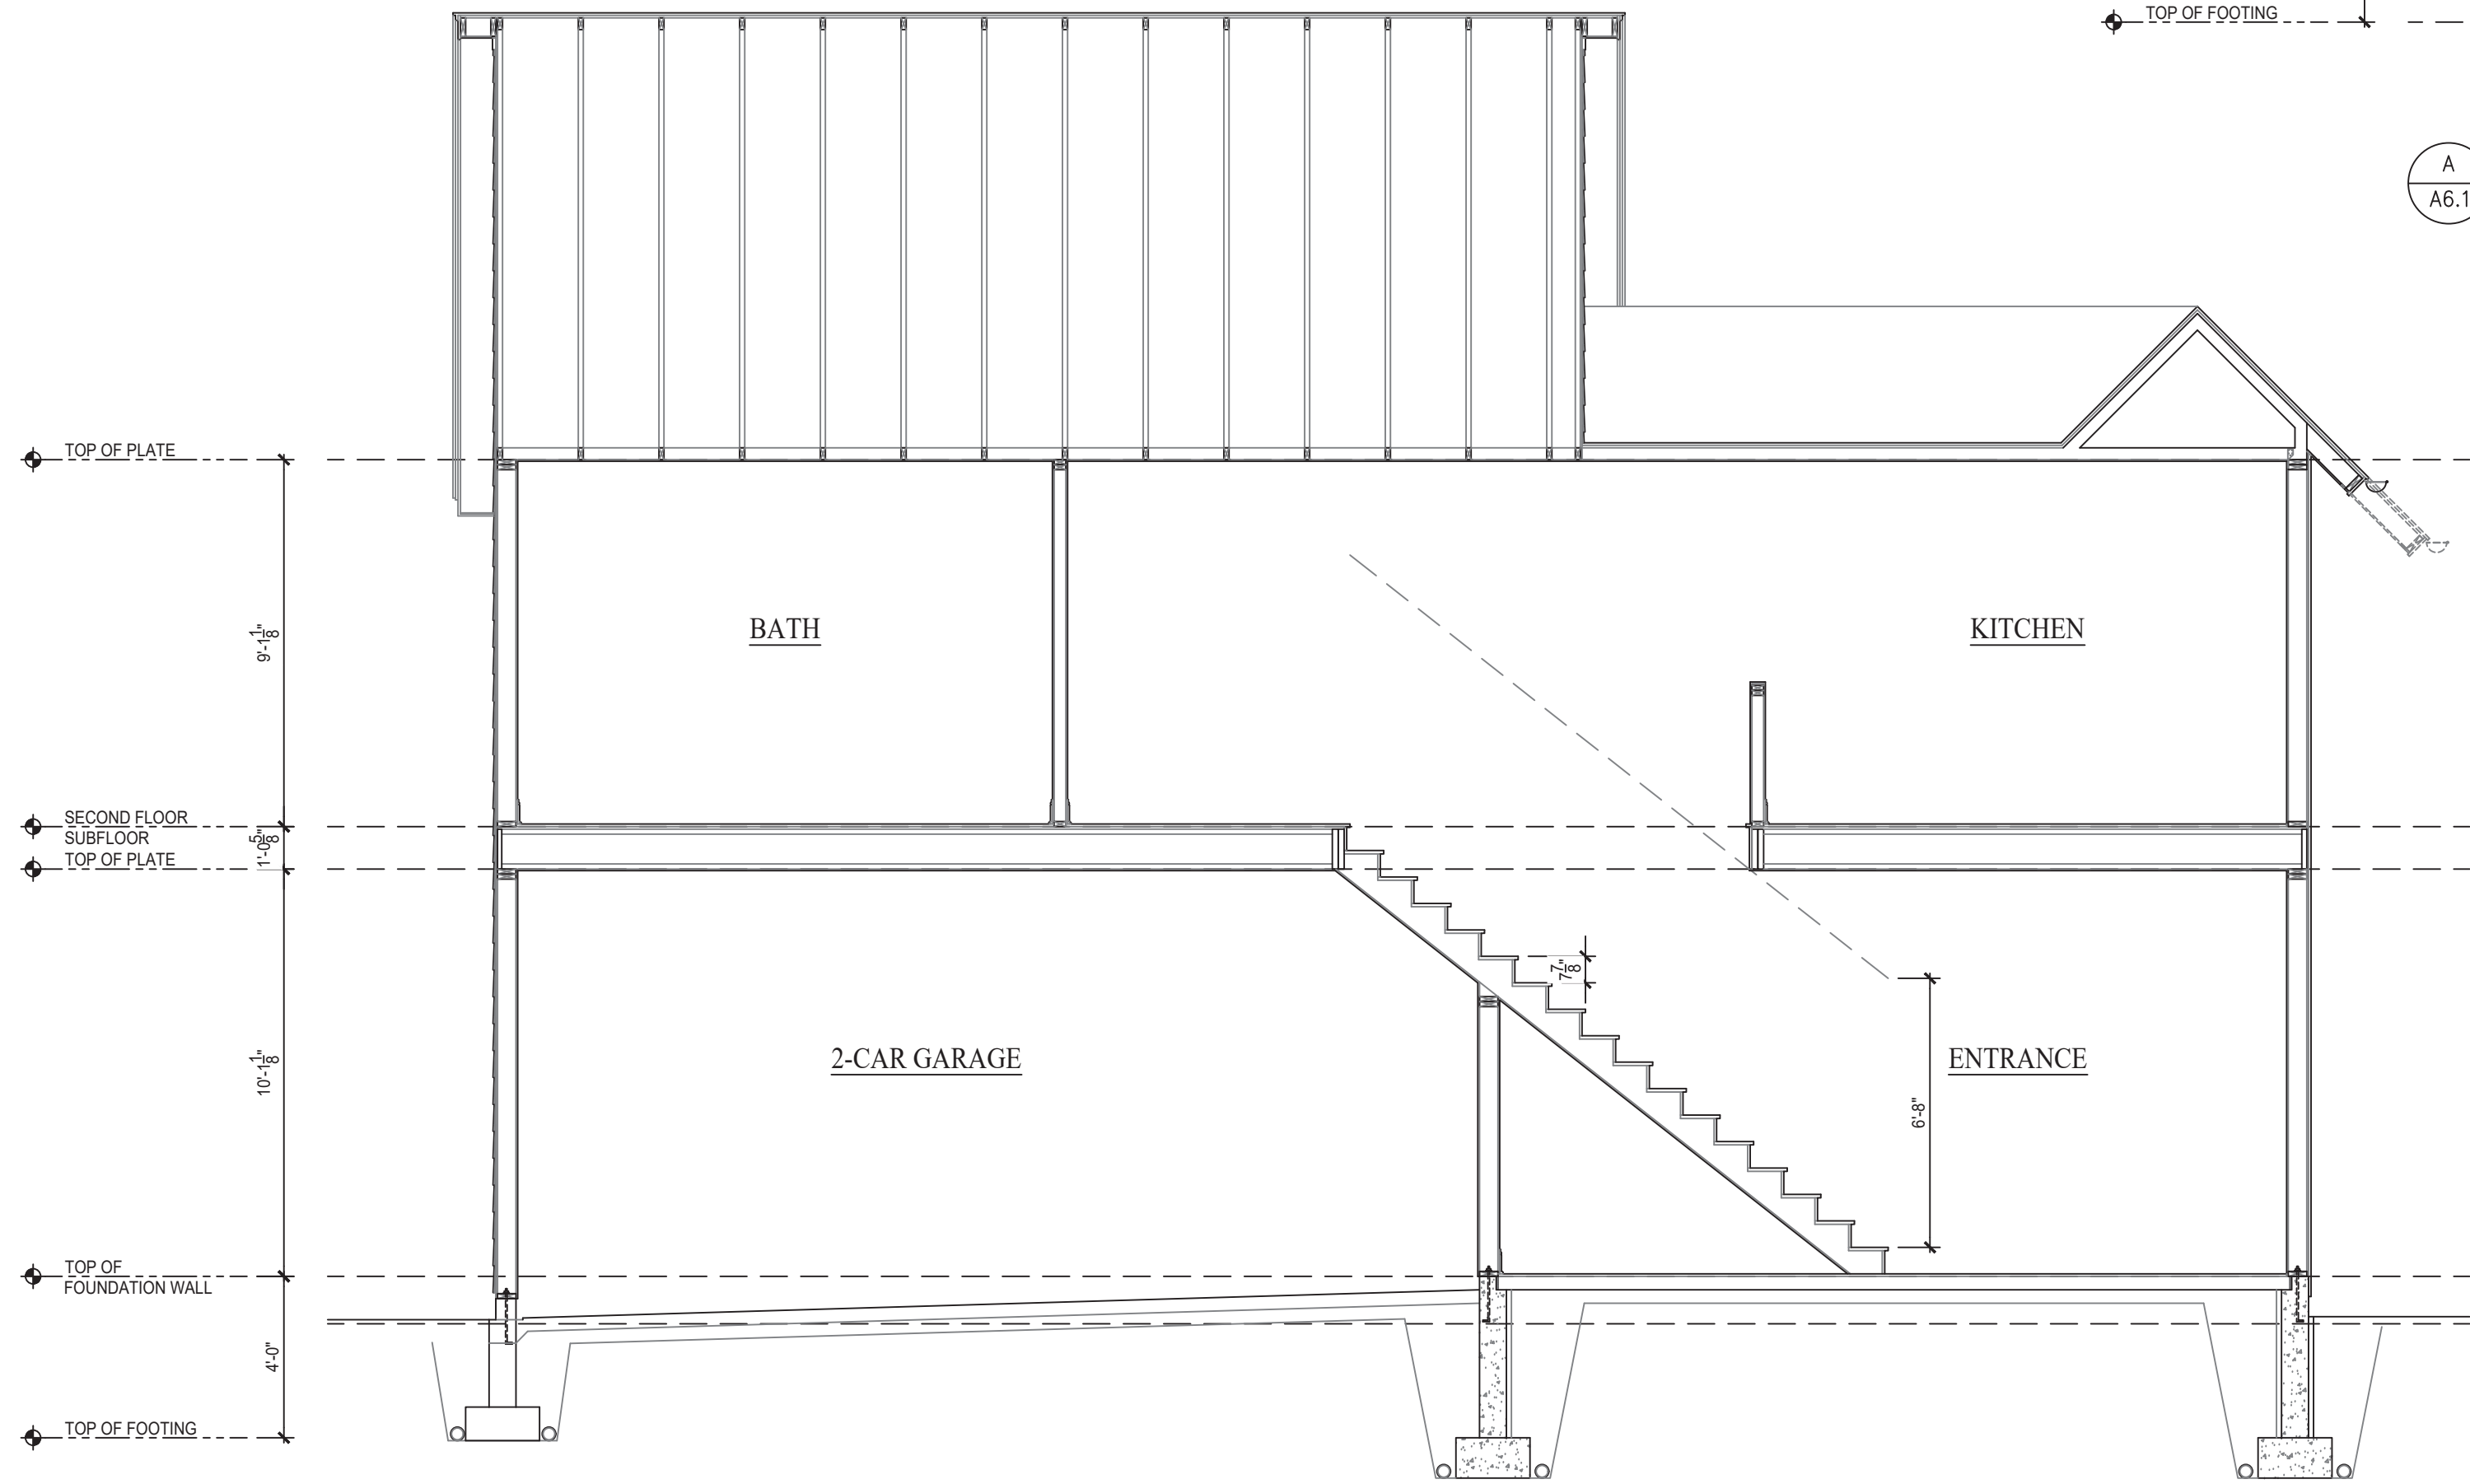 TOP OF FOOTING
A
A6.1
TOP OF PLATE
9'-1 1/8"
BATH
KITCHEN
SECOND FLOOR
SUBFLOOR
1'-0 5/8"
TOP OF PLATE
7 7/8"
10'-1 1/8"
2-CAR GARAGE
ENTRANCE
6'-8"
TOP OF
FOUNDATION WALL
4'-0"
TOP OF FOOTING